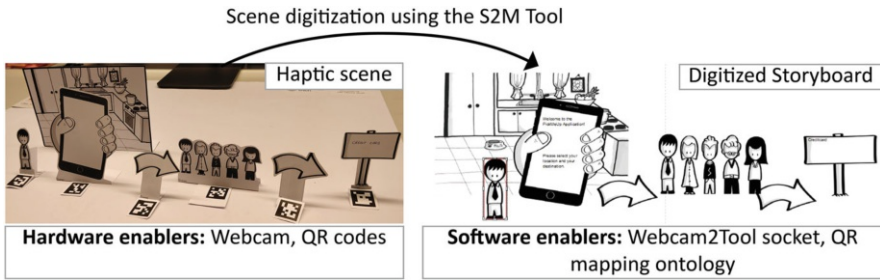 Scene digitization using the S2M Tool
Haptic scene
Digitized Storyboard
Welcome to the
Application!
Please select your
location and your
destination.
Hardware enablers: Webcam, QR codes
Software enablers: Webcam2Tool socket, QR
mapping ontology